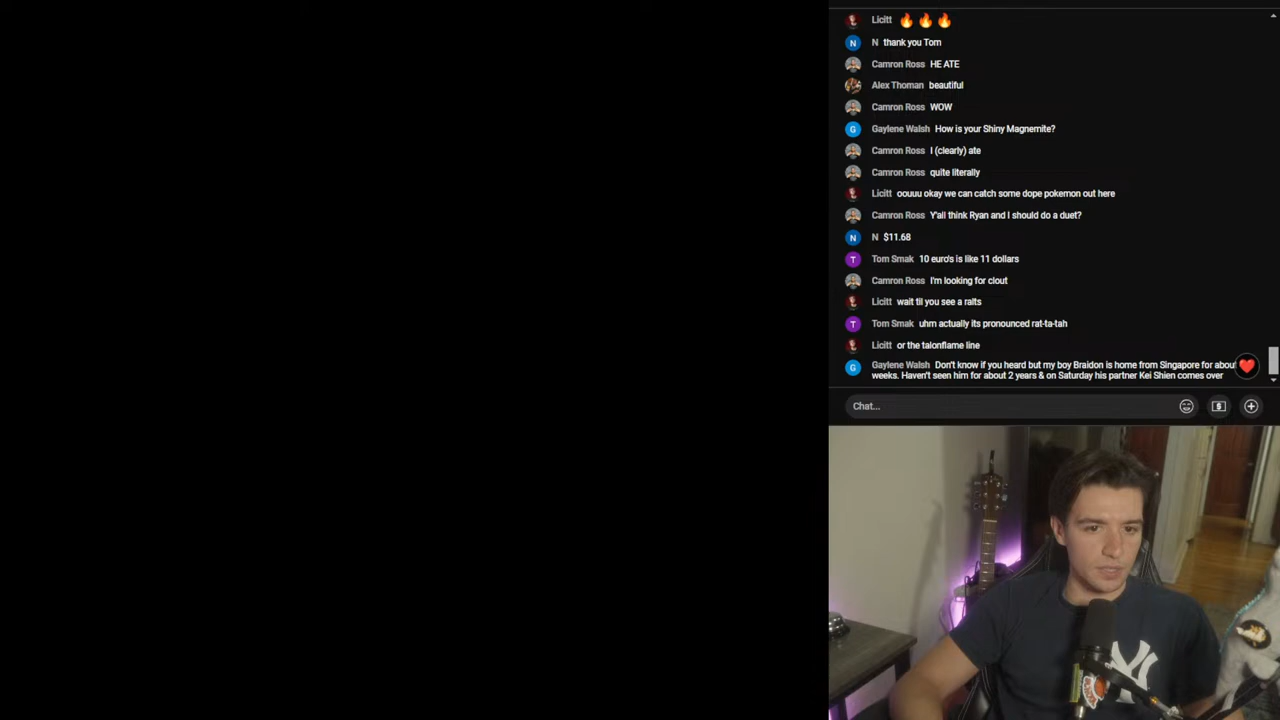 Licitt 🔥🔥🔥
N N thank you Tom
Camron Ross HE ATE
Alex Thoman beautiful
Camron Ross WOW
G Gaylene Walsh How is your Shiny Magnemite?
Camron Ross I (clearly) ate
Camron Ross quite literally
Licitt oouuu okay we can catch some dope pokemon out here
Camron Ross Y'all think Ryan and I should do a duet?
N N $11.68
T Tom Smak 10 euro's is like 11 dollars
Camron Ross I'm looking for clout
Licitt wait til you see a ralts
T Tom Smak uhm actually its pronounced rat-ta-tah
Licitt or the talonflame line
G Gaylene Walsh Don't know if you heard but my boy Braidon is home from Singapore for about
weeks. Haven't seen him for about 2 years & on Saturday his partner Kei Shien comes over
Chat...